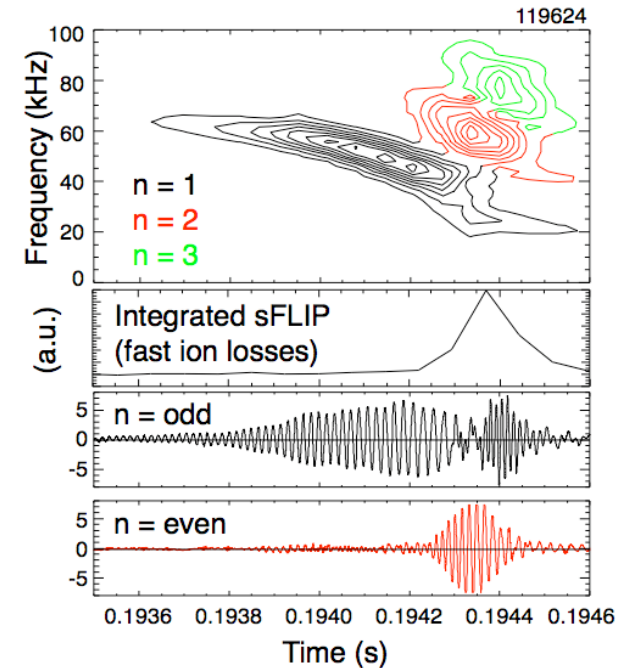 119624
100
80
60
40
20
0
Frequency (kHz)
n = 1
n = 2
n = 3
(a.u.)
Integrated sFLIP
(fast ion losses)
5
0
-5
n = odd
5
0
-5
n = even
0.1936 0.1938 0.1940 0.1942 0.1944 0.1946
Time (s)